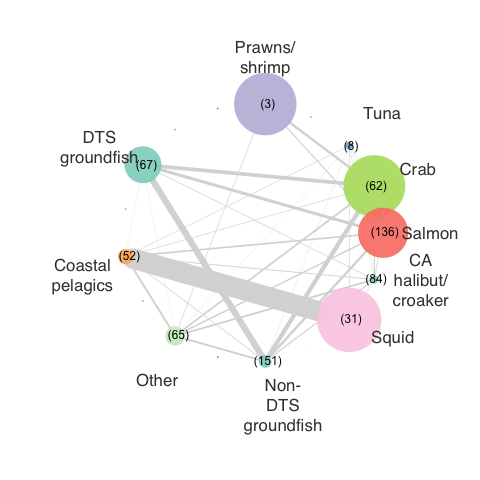 Prawns/
shrimp
(3)
Tuna
(8)
DTS
groundfish
(67)
Crab
(62)
Salmon
(136)
CA
halibut/
croaker
(84)
Coastal
pelagics
(52)
Squid
(31)
Other
(65)
Non-
DTS
groundfish
(151)